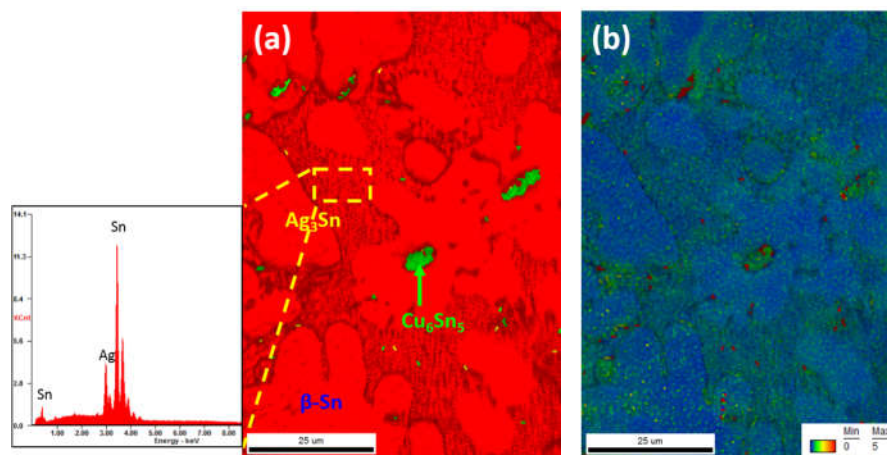 (a)
(b)
Ag₃Sn
Cu₆Sn₅
β-Sn
25 um
25 um
Min Max
0 5
14.1
11.3
8.4
5.6
2.8
0.0
KCnt
Sn
Ag
Sn
1.00 2.00 3.00 4.00 5.00 6.00 7.00 8.00
Energy - keV